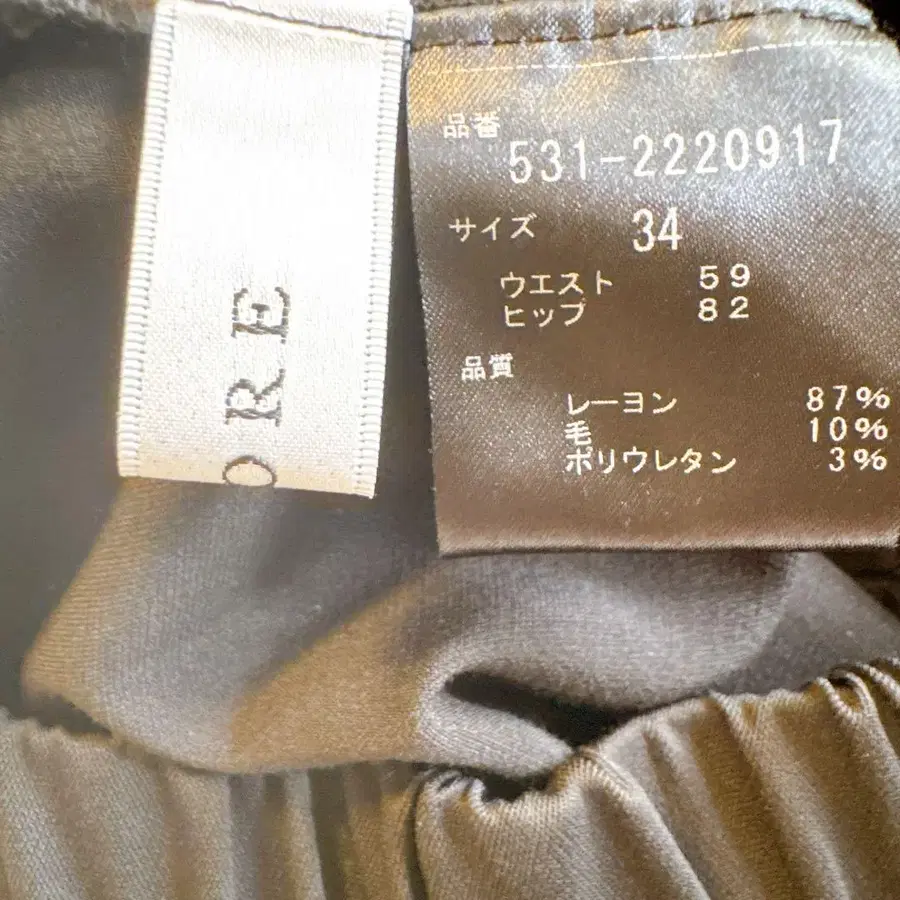 ORE
品番
531-2220917
サイズ 34
ウエスト 59
ヒップ 82
品質
レーヨン 87%
毛 10%
ポリウレタン 3%